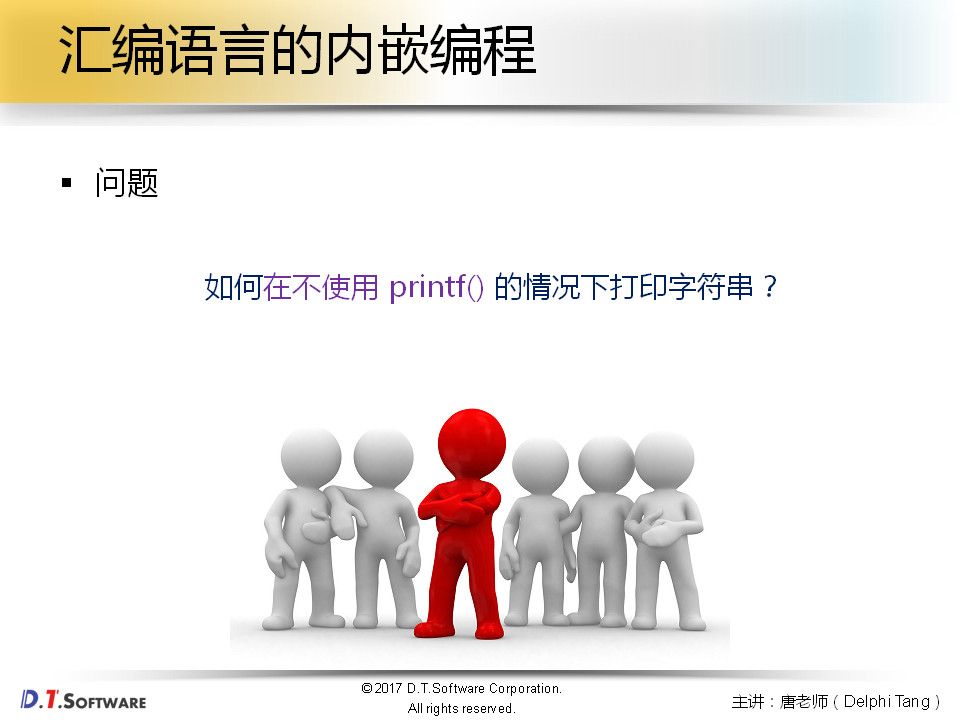 汇编语言的内嵌编程
▪ 问题
如何在不使用 printf() 的情况下打印字符串？
D.T.SOFTWARE
©2017 D.T.Software Corporation.
All rights reserved.
主讲：唐老师（Delphi Tang）